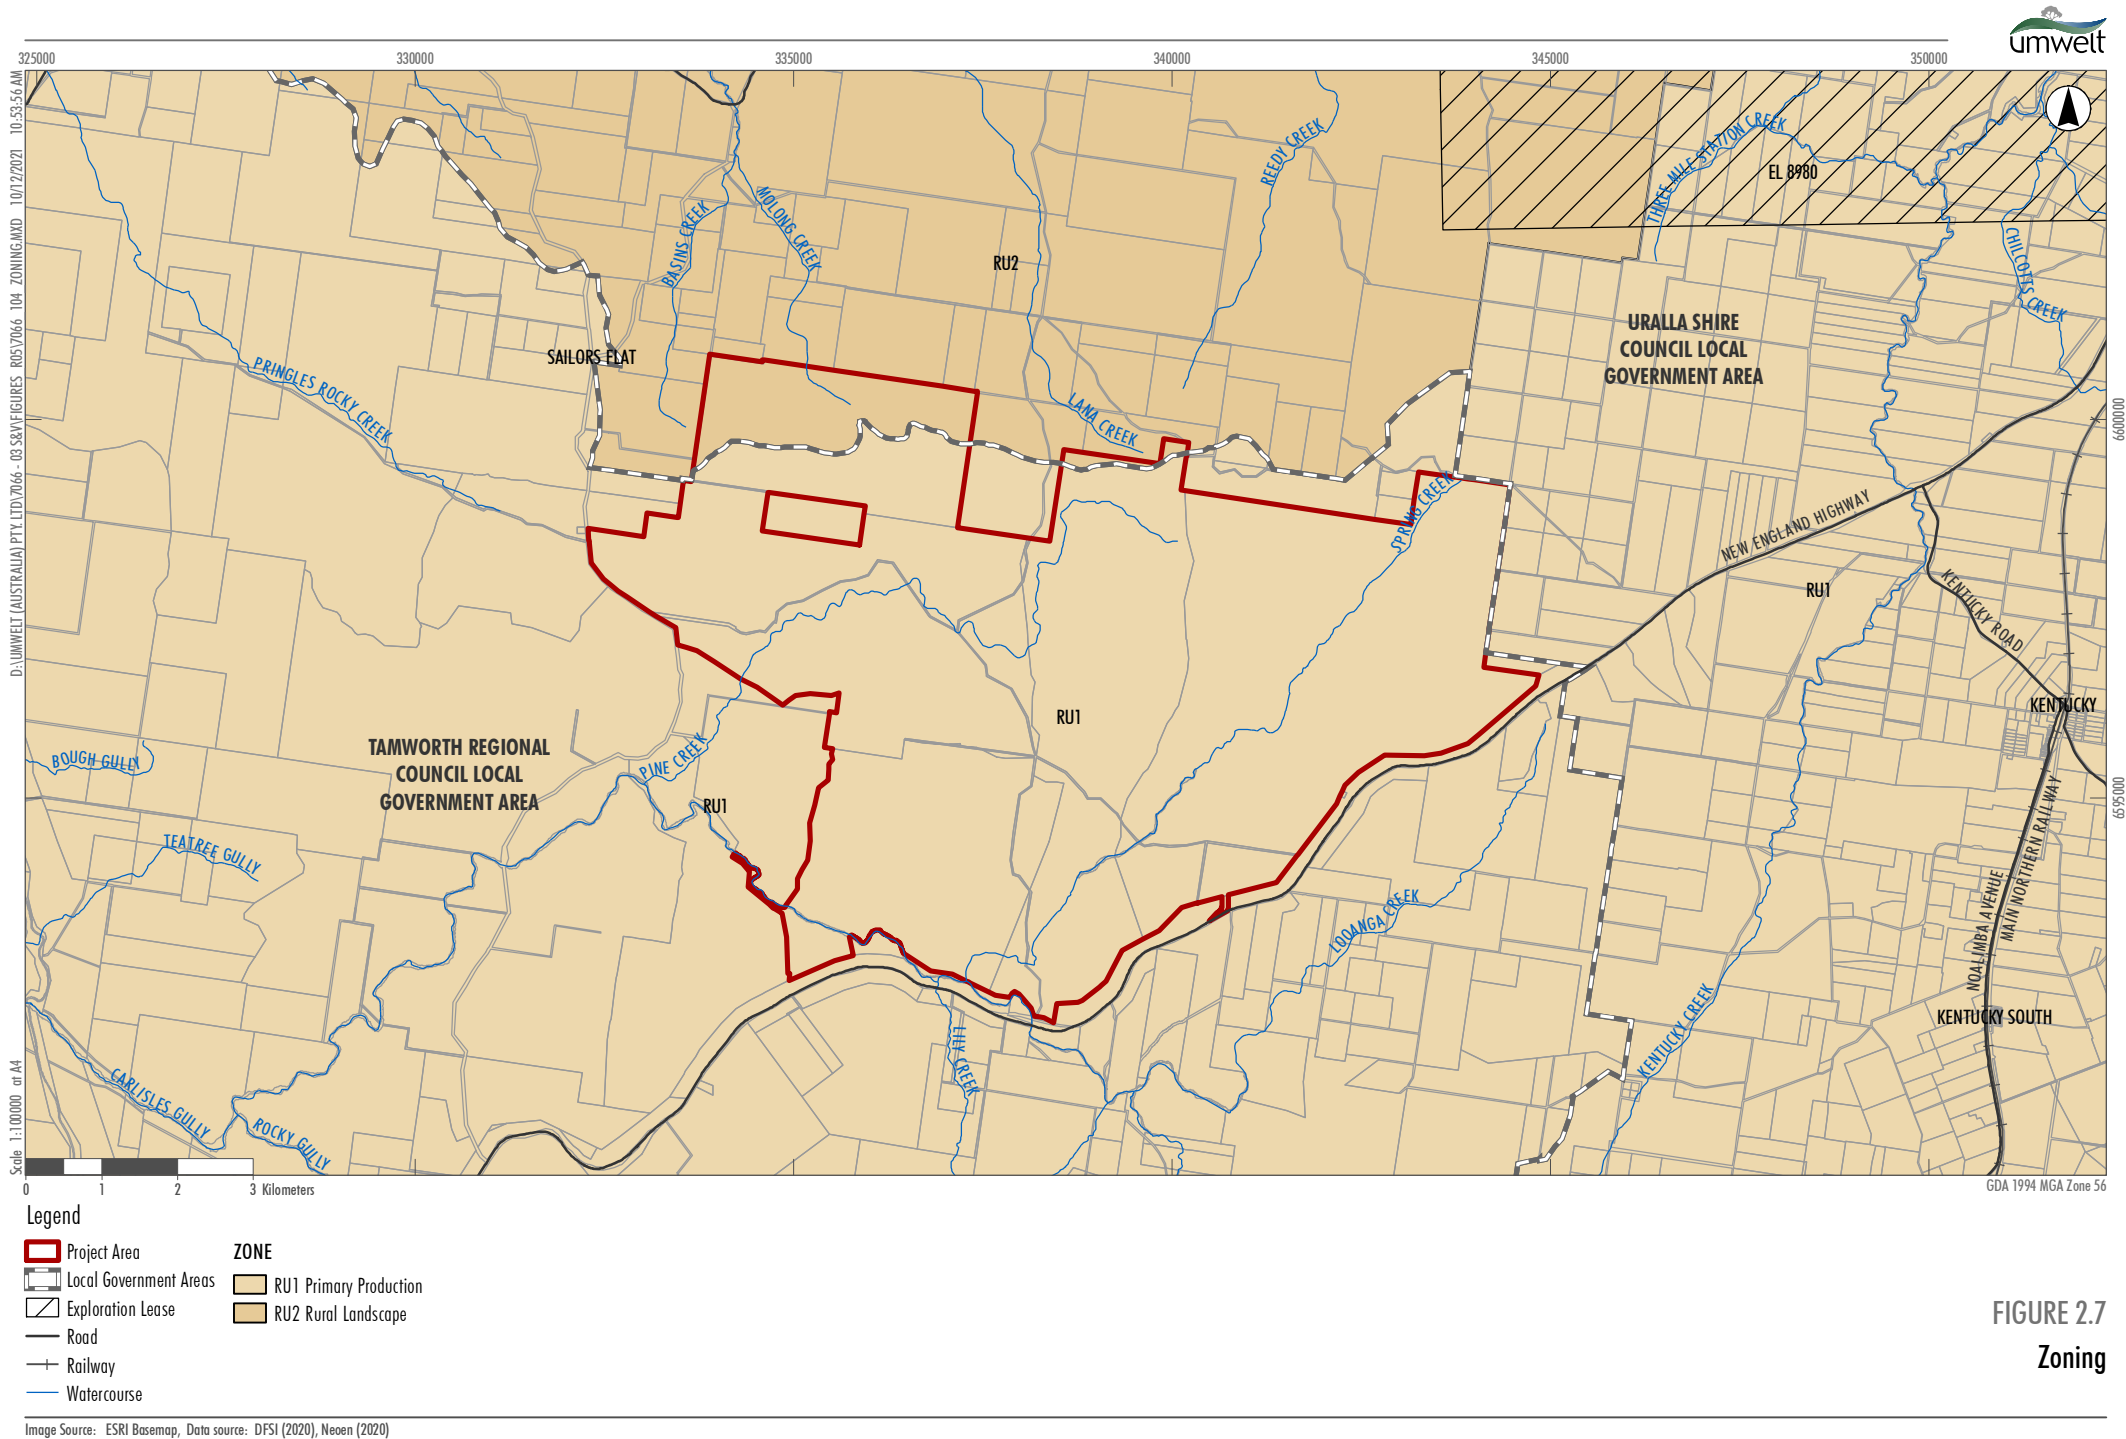 umwelt
325000
330000
335000
340000
345000
350000
D:\UMWELT (AUSTRALIA) PTY. LTD\7066 - 03 S&V\FIGURES R05\7066 104 ZONING.MXD 10/12/2021 10:53:56 AM
THREE MILE STATION CREEK
EL 8980
REEDY CREEK
MOLONG CREEK
BASINS CREEK
RU2
CHILCOTTS CREEK
URALLA SHIRE
COUNCIL LOCAL
GOVERNMENT AREA
SAILORS FLAT
PRINGLES ROCKY CREEK
LANA CREEK
6600000
SPRING CREEK
NEW ENGLAND HIGHWAY
RU1
KENTUCKY ROAD
KENTUCKY
RU1
TAMWORTH REGIONAL
COUNCIL LOCAL
GOVERNMENT AREA
BOUGH GULLY
PINE CREEK
RU1
6595000
TEATREE GULLY
MAIN NORTHERN RAILWAY
NOALIMBA AVENUE
LOOANGA CREEK
KENTUCKY SOUTH
KENTUCKY CREEK
LILY CREEK
CARLISLES GULLY
ROCKY GULLY
Scale 1:100000 at A4
0 1 2 3 Kilometers
GDA 1994 MGA Zone 56
Legend
Project Area
Local Government Areas
Exploration Lease
Road
Railway
Watercourse
ZONE
RU1 Primary Production
RU2 Rural Landscape
FIGURE 2.7
Zoning
Image Source: ESRI Basemap, Data source: DFSI (2020), Neoen (2020)